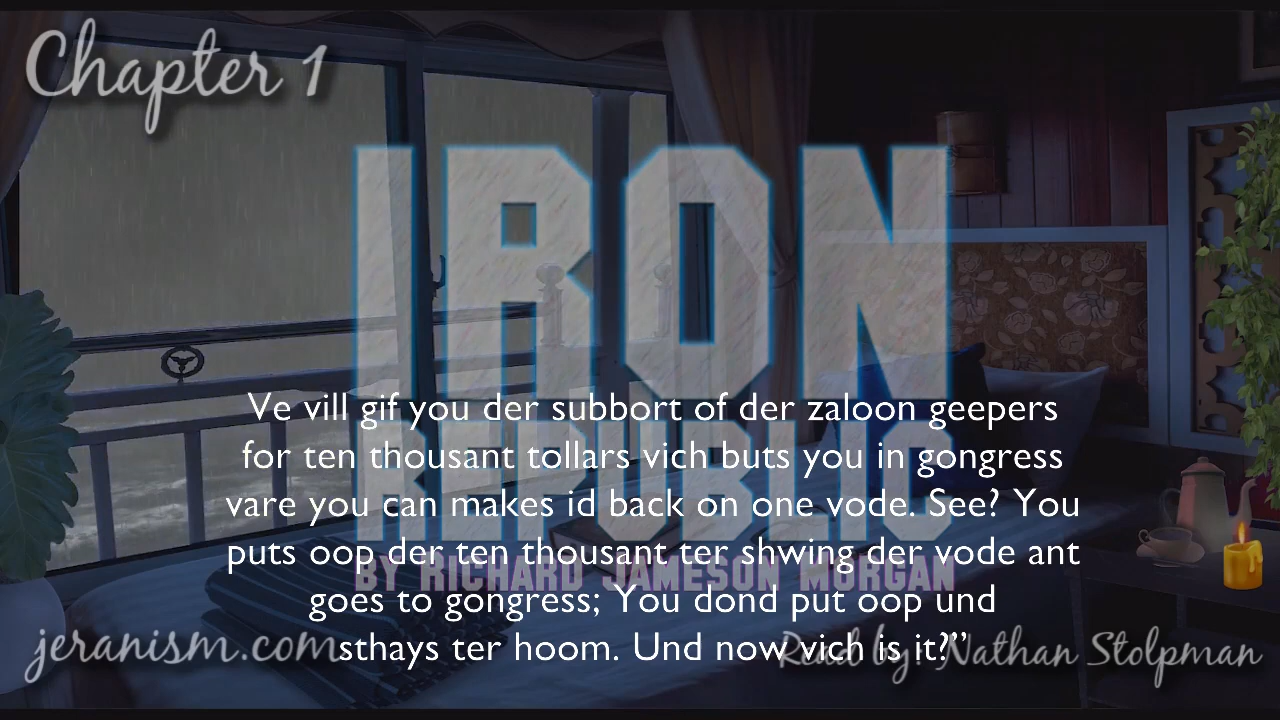 Chapter 1
IRON
REPUBLIC
BY RICHARD JAMESON MORGAN
Ve vill gif you der subbort of der zaloon geepers
for ten thousant tollars vich buts you in gongress
vare you can makes id back on one vode. See? You
puts oop der ten thousant ter shwing der vode ant
goes to gongress; You dond put oop und
sthays ter hoom. Und now vich is it?”
jeranism.com
Read by: Nathan Stolpman